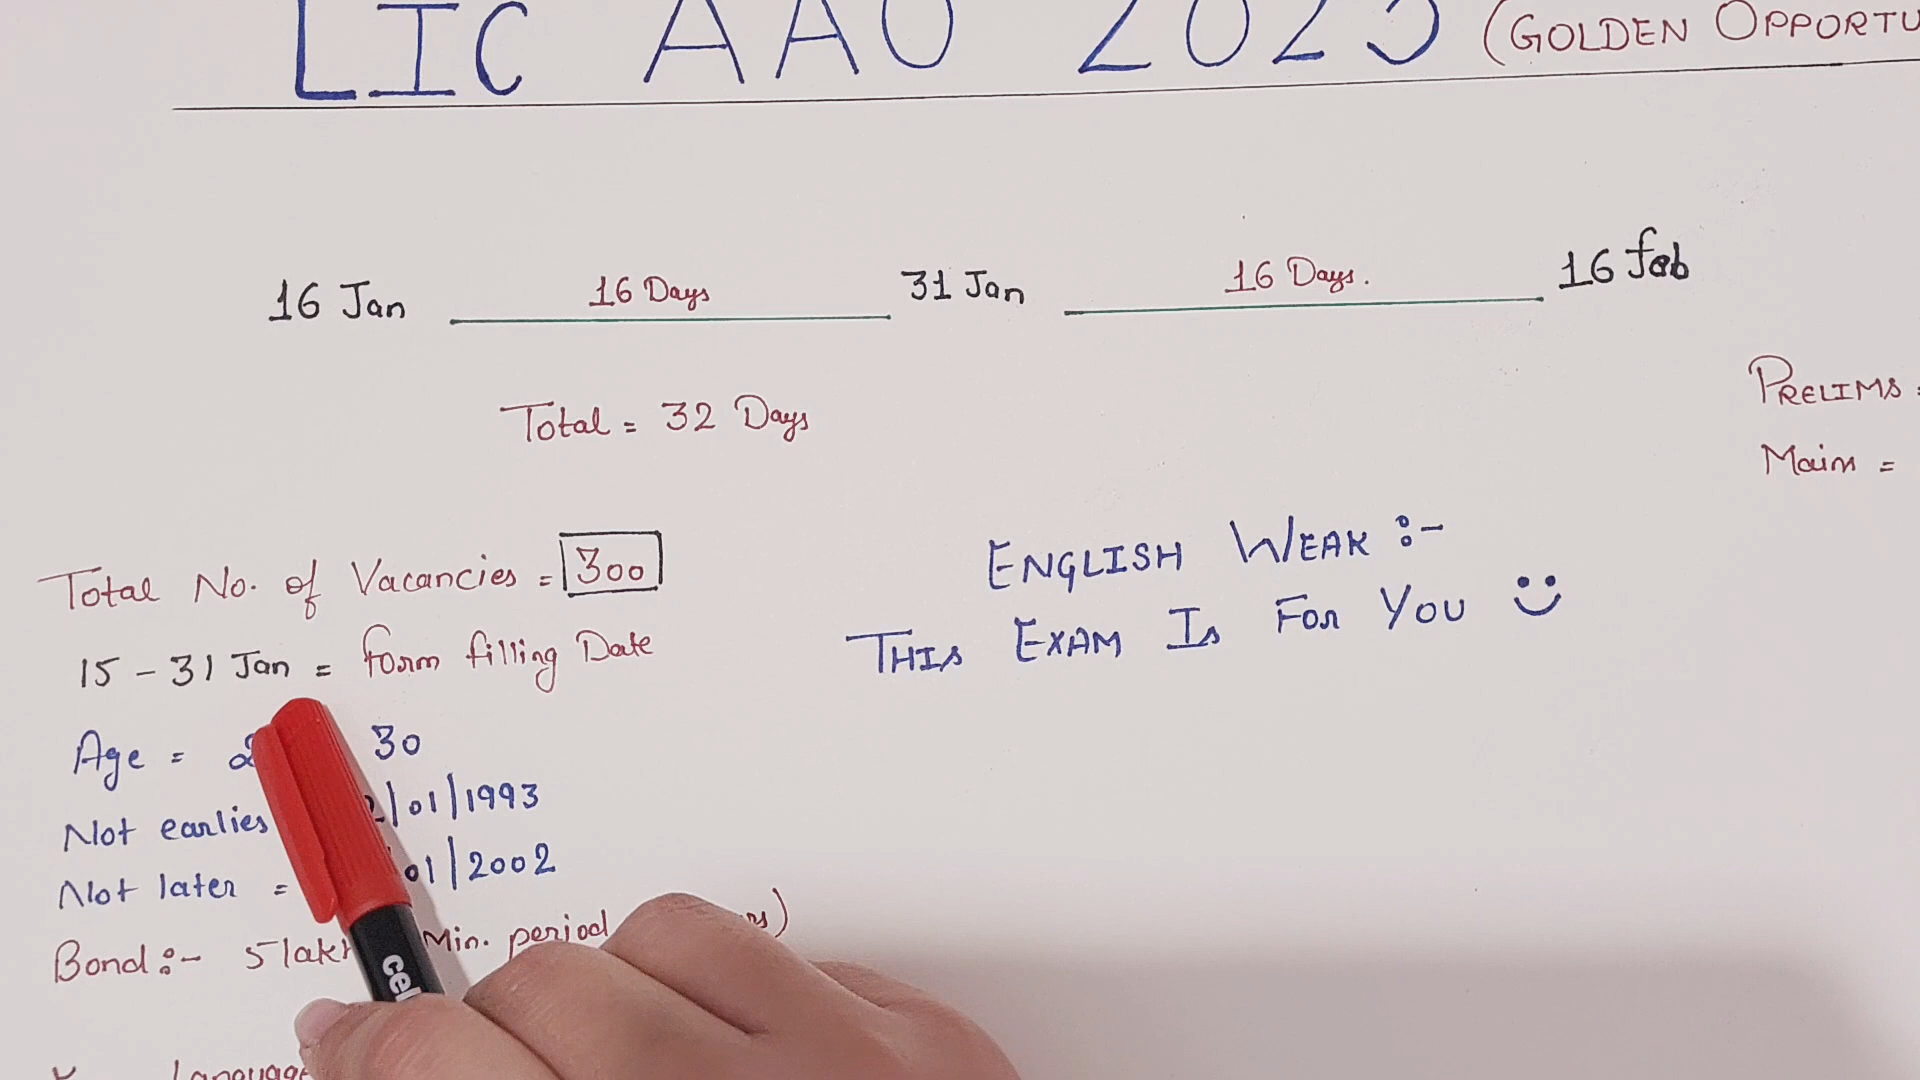 LIC AAO 2023 (GOLDEN OPPORTU
16 Jan 16 Days 31 Jan 16 Days. 16 feb
Total = 32 Days
PRELIMS =
Main =
Total No. of Vacancies = 300
15 - 31 Jan = form filling Date
Age = 30
Not earlies /01/1993
Not later = 01/2002
Bond :- 5 lakh Min. period
ENGLISH WEAK :-
THIS EXAM IS FOR YOU
Language